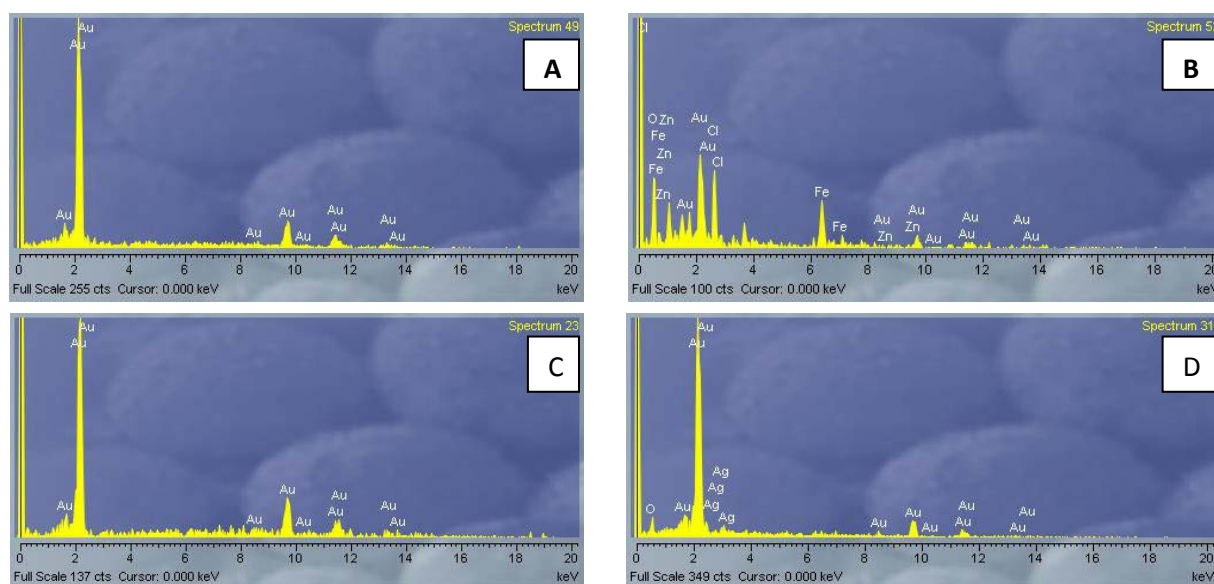 Spectrum 49
A
Au
Au
Au
Au
Au
Au
Au
Au
Au
Au
0 2 4 6 8 10 12 14 16 18 20
Full Scale 255 cts Cursor: 0.000 keV
keV
B
Cl
O Zn
Fe
Zn
Fe
Zn
Au
Au
Cl
Au
Cl
Fe
Fe
Au
Au
Zn
Au
Zn
Au
Au
Au
Au
Au
0 2 4 6 8 10 12 14 16 18 20
Full Scale 100 cts Cursor: 0.000 keV
Spectrum 23
C
Au
Au
Au
Au
Au
Au
Au
Au
Au
Au
0 2 4 6 8 10 12 14 16 18 20
Full Scale 137 cts Cursor: 0.000 keV
keV
Spectrum 31
D
Au
Au
Ag
Ag
Ag
Ag
O
Au
Au
Au
Au
Au
Au
Au
Au
0 2 4 6 8 10 12 14 16 18 20
Full Scale 349 cts Cursor: 0.000 keV